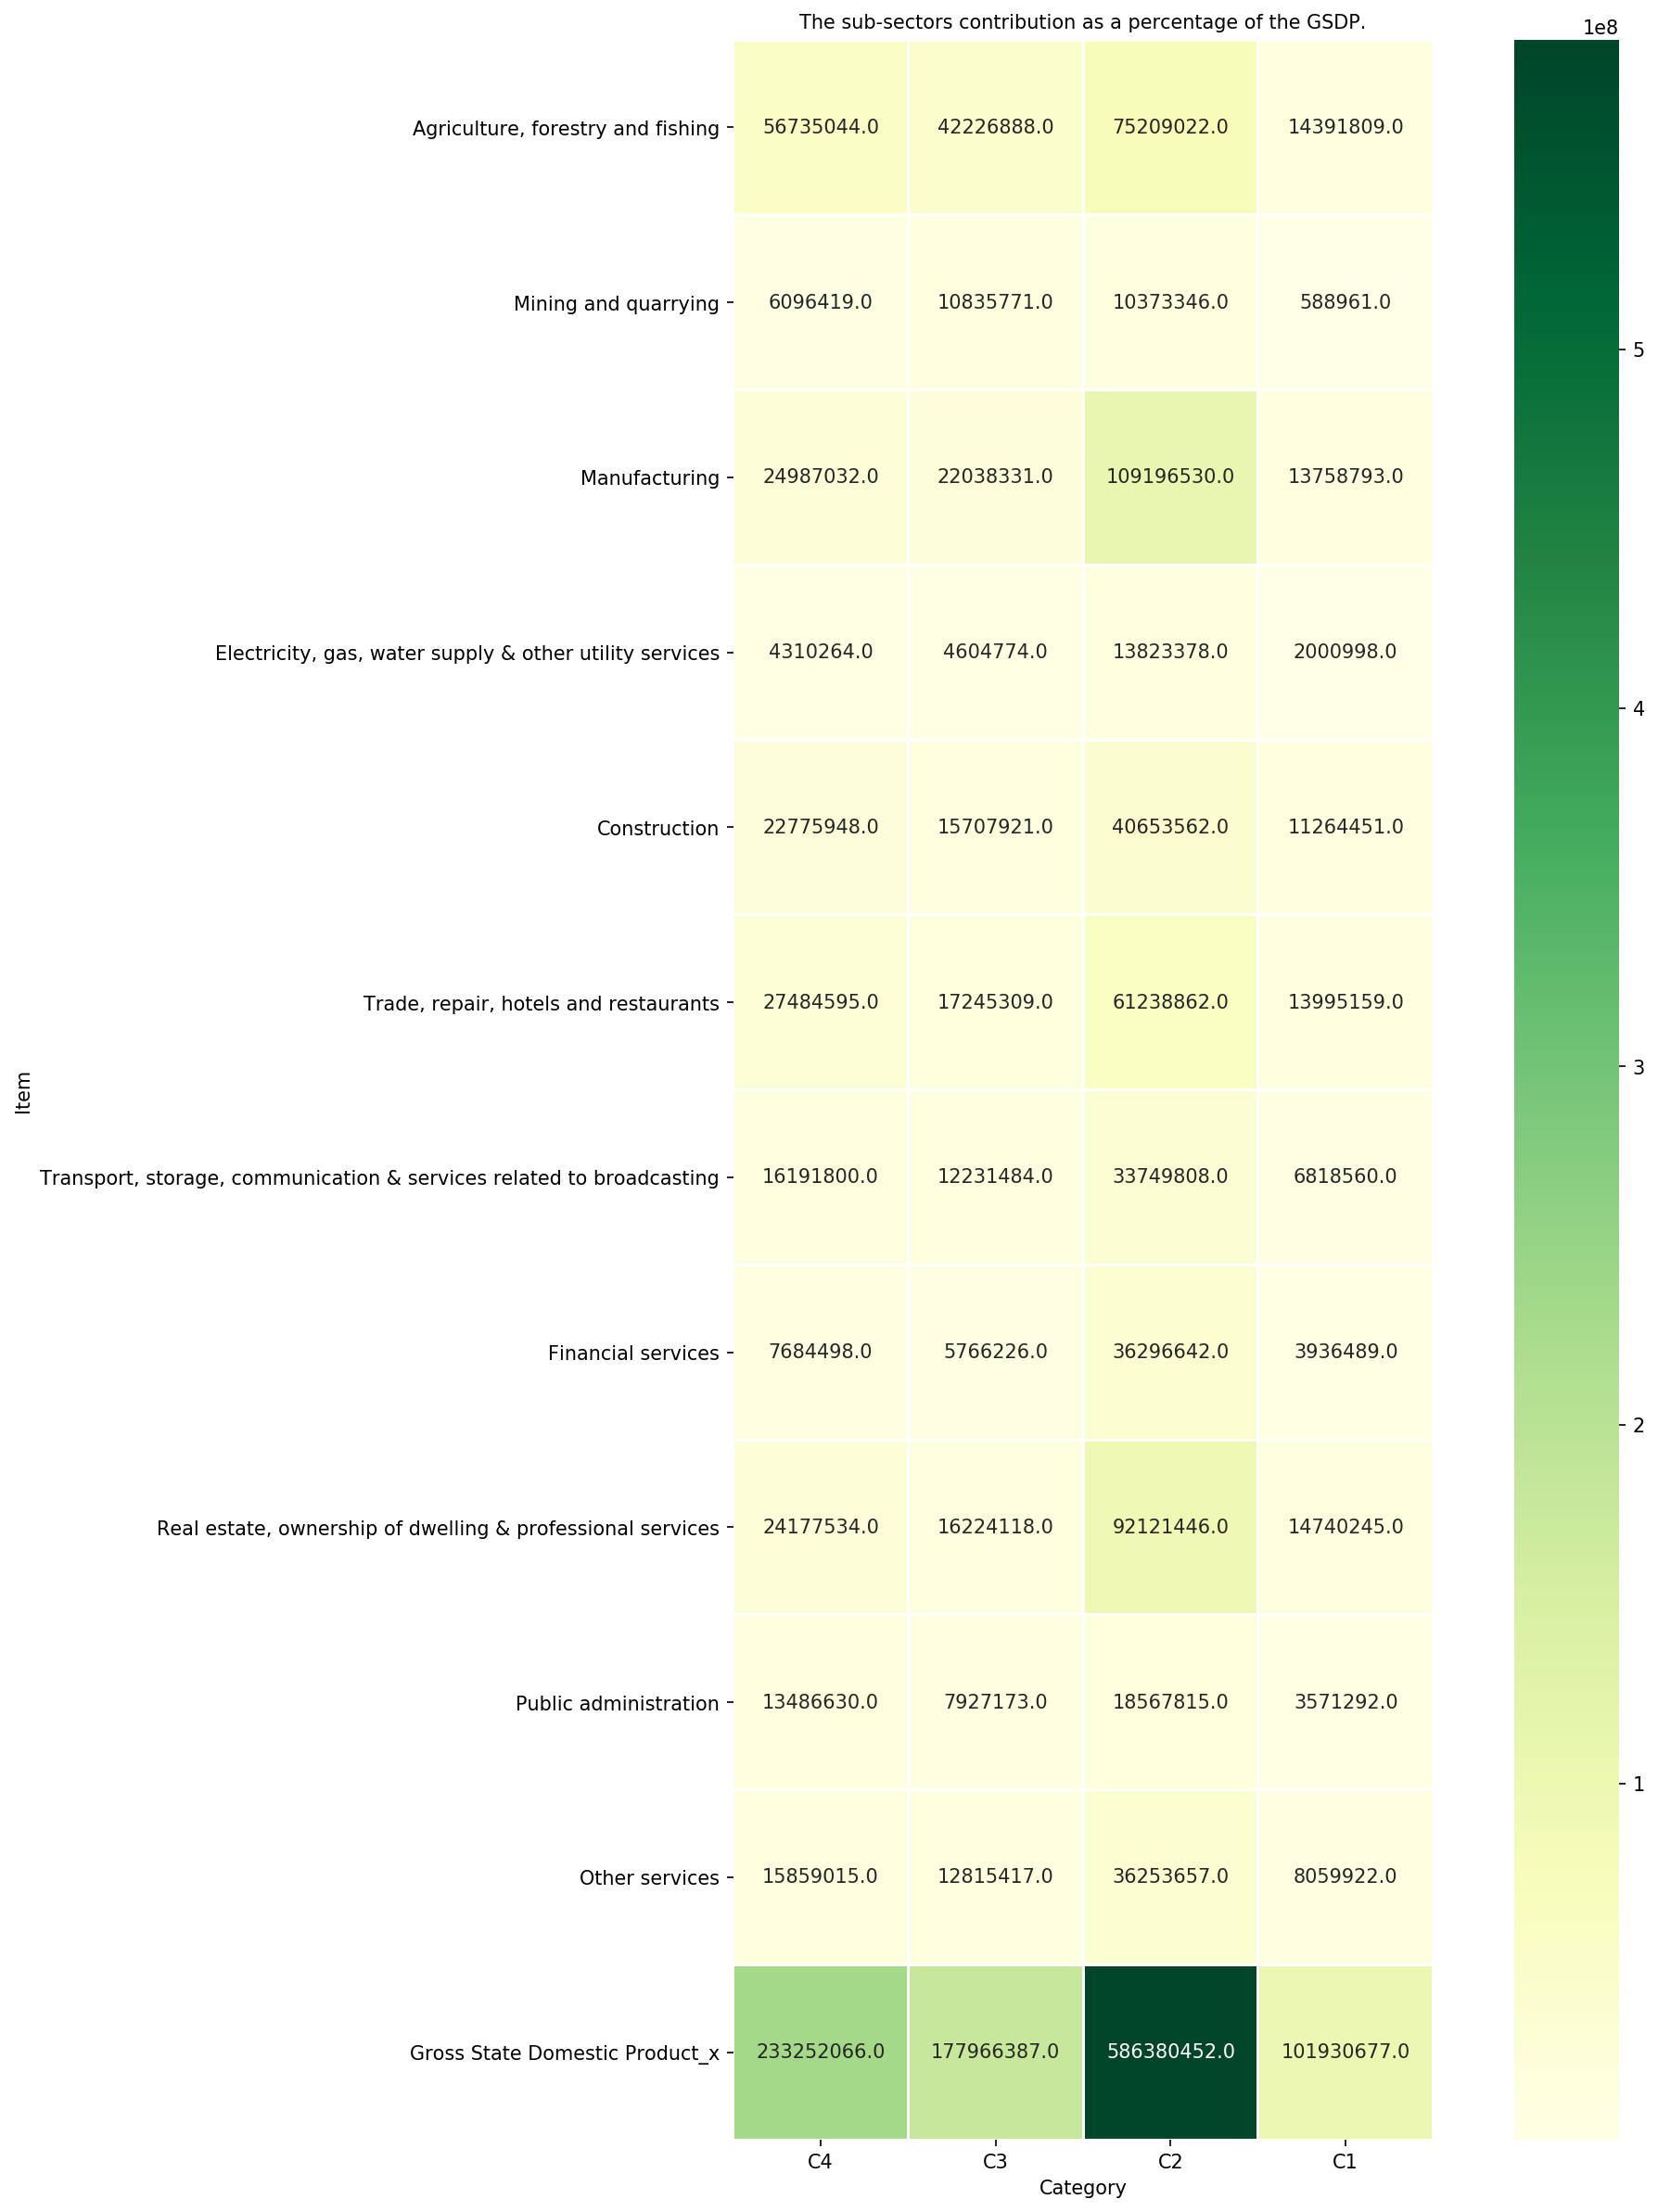 The sub-sectors contribution as a percentage of the GSDP.
1e8
Agriculture, forestry and fishing 56735044.0 42226888.0 75209022.0 14391809.0
Mining and quarrying 6096419.0 10835771.0 10373346.0 588961.0
5
Manufacturing 24987032.0 22038331.0 109196530.0 13758793.0
Electricity, gas, water supply & other utility services 4310264.0 4604774.0 13823378.0 2000998.0
4
Construction 22775948.0 15707921.0 40653562.0 11264451.0
Trade, repair, hotels and restaurants 27484595.0 17245309.0 61238862.0 13995159.0
3
Item
Transport, storage, communication & services related to broadcasting 16191800.0 12231484.0 33749808.0 6818560.0
Financial services 7684498.0 5766226.0 36296642.0 3936489.0
2
Real estate, ownership of dwelling & professional services 24177534.0 16224118.0 92121446.0 14740245.0
Public administration 13486630.0 7927173.0 18567815.0 3571292.0
1
Other services 15859015.0 12815417.0 36253657.0 8059922.0
Gross State Domestic Product_x 233252066.0 177966387.0 586380452.0 101930677.0
C4 C3 C2 C1
Category